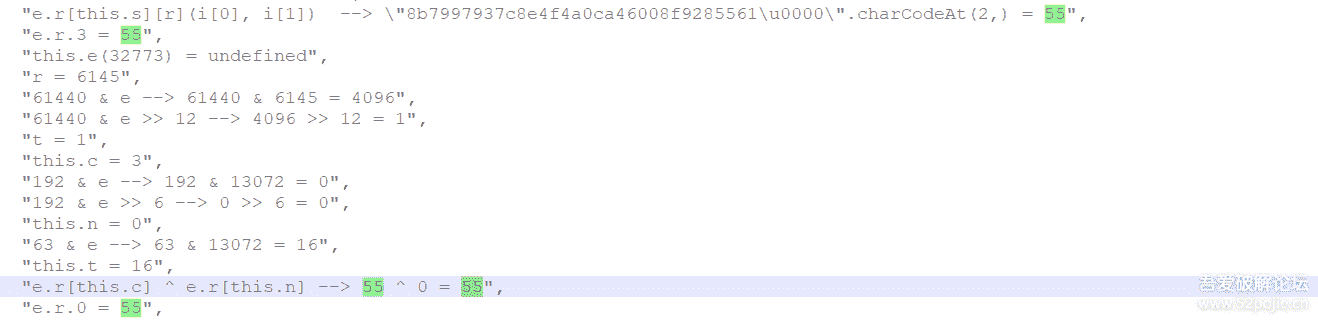 "e.r[this.s][r](i[0], i[1])  --> \"8b7997937c8e4f4a0ca46008f9285561\u0000\".charCodeAt(2,) = 55",
"e.r.3 = 55",
"this.e(32773) = undefined",
"r = 6145",
"61440 & e --> 61440 & 6145 = 4096",
"61440 & e >> 12 --> 4096 >> 12 = 1",
"t = 1",
"this.c = 3",
"192 & e --> 192 & 13072 = 0",
"192 & e >> 6 --> 0 >> 6 = 0",
"this.n = 0",
"63 & e --> 63 & 13072 = 16",
"this.t = 16",
"e.r[this.c] ^ e.r[this.n] --> 55 ^ 0 = 55",
"e.r.0 = 55",
吾爱破解论坛
www.52pojie.cn